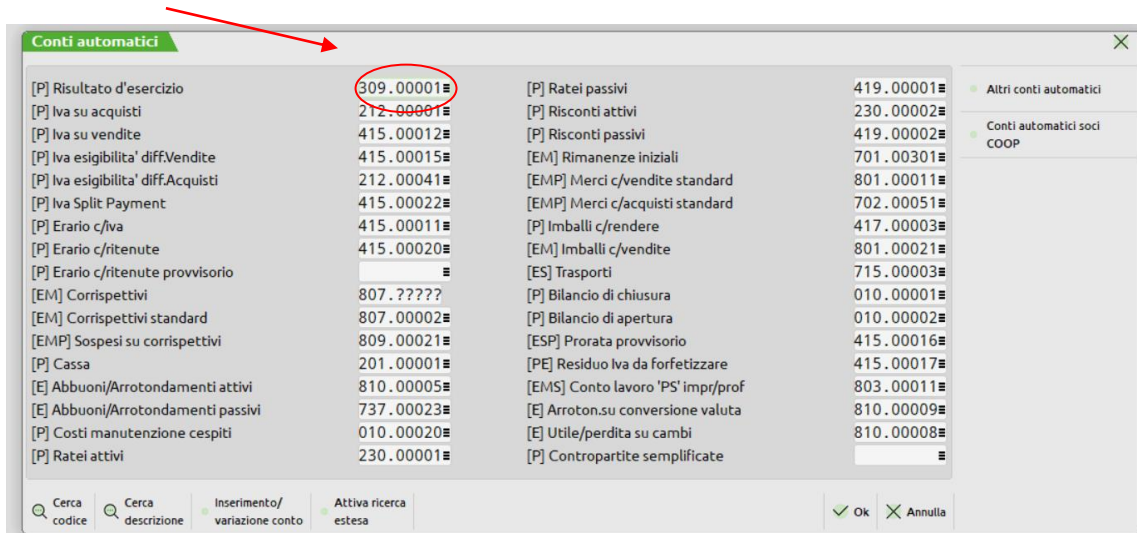 Conti automatici
[P] Risultato d'esercizio 309.00001
[P] Iva su acquisti 212.00001
[P] Iva su vendite 415.00012
[P] Iva esigibilita' diff.Vendite 415.00015
[P] Iva esigibilita' diff.Acquisti 212.00041
[P] Iva Split Payment 415.00022
[P] Erario c/iva 415.00011
[P] Erario c/ritenute 415.00020
[P] Erario c/ritenute provvisorio
[EM] Corrispettivi 807.?????
[EM] Corrispettivi standard 807.00002
[EMP] Sospesi su corrispettivi 809.00021
[P] Cassa 201.00001
[E] Abbuoni/Arrotondamenti attivi 810.00005
[E] Abbuoni/Arrotondamenti passivi 737.00023
[P] Costi manutenzione cespiti 010.00020
[P] Ratei attivi 230.00001
[P] Ratei passivi 419.00001
[P] Risconti attivi 230.00002
[P] Risconti passivi 419.00002
[EM] Rimanenze iniziali 701.00301
[EMP] Merci c/vendite standard 801.00011
[EMP] Merci c/acquisti standard 702.00051
[P] Imballi c/rendere 417.00003
[EM] Imballi c/vendite 801.00021
[ES] Trasporti 715.00003
[P] Bilancio di chiusura 010.00001
[P] Bilancio di apertura 010.00002
[ESP] Prorata provvisorio 415.00016
[PE] Residuo Iva da forfetizzare 415.00017
[EMS] Conto lavoro 'PS' impr/prof 803.00011
[E] Arroton.su conversione valuta 810.00009
[E] Utile/perdita su cambi 810.00008
[P] Contropartite semplificate
Altri conti automatici
Conti automatici soci
COOP
Cerca
codice
Cerca
descrizione
Inserimento/
variazione conto
Attiva ricerca
estesa
Ok
Annulla